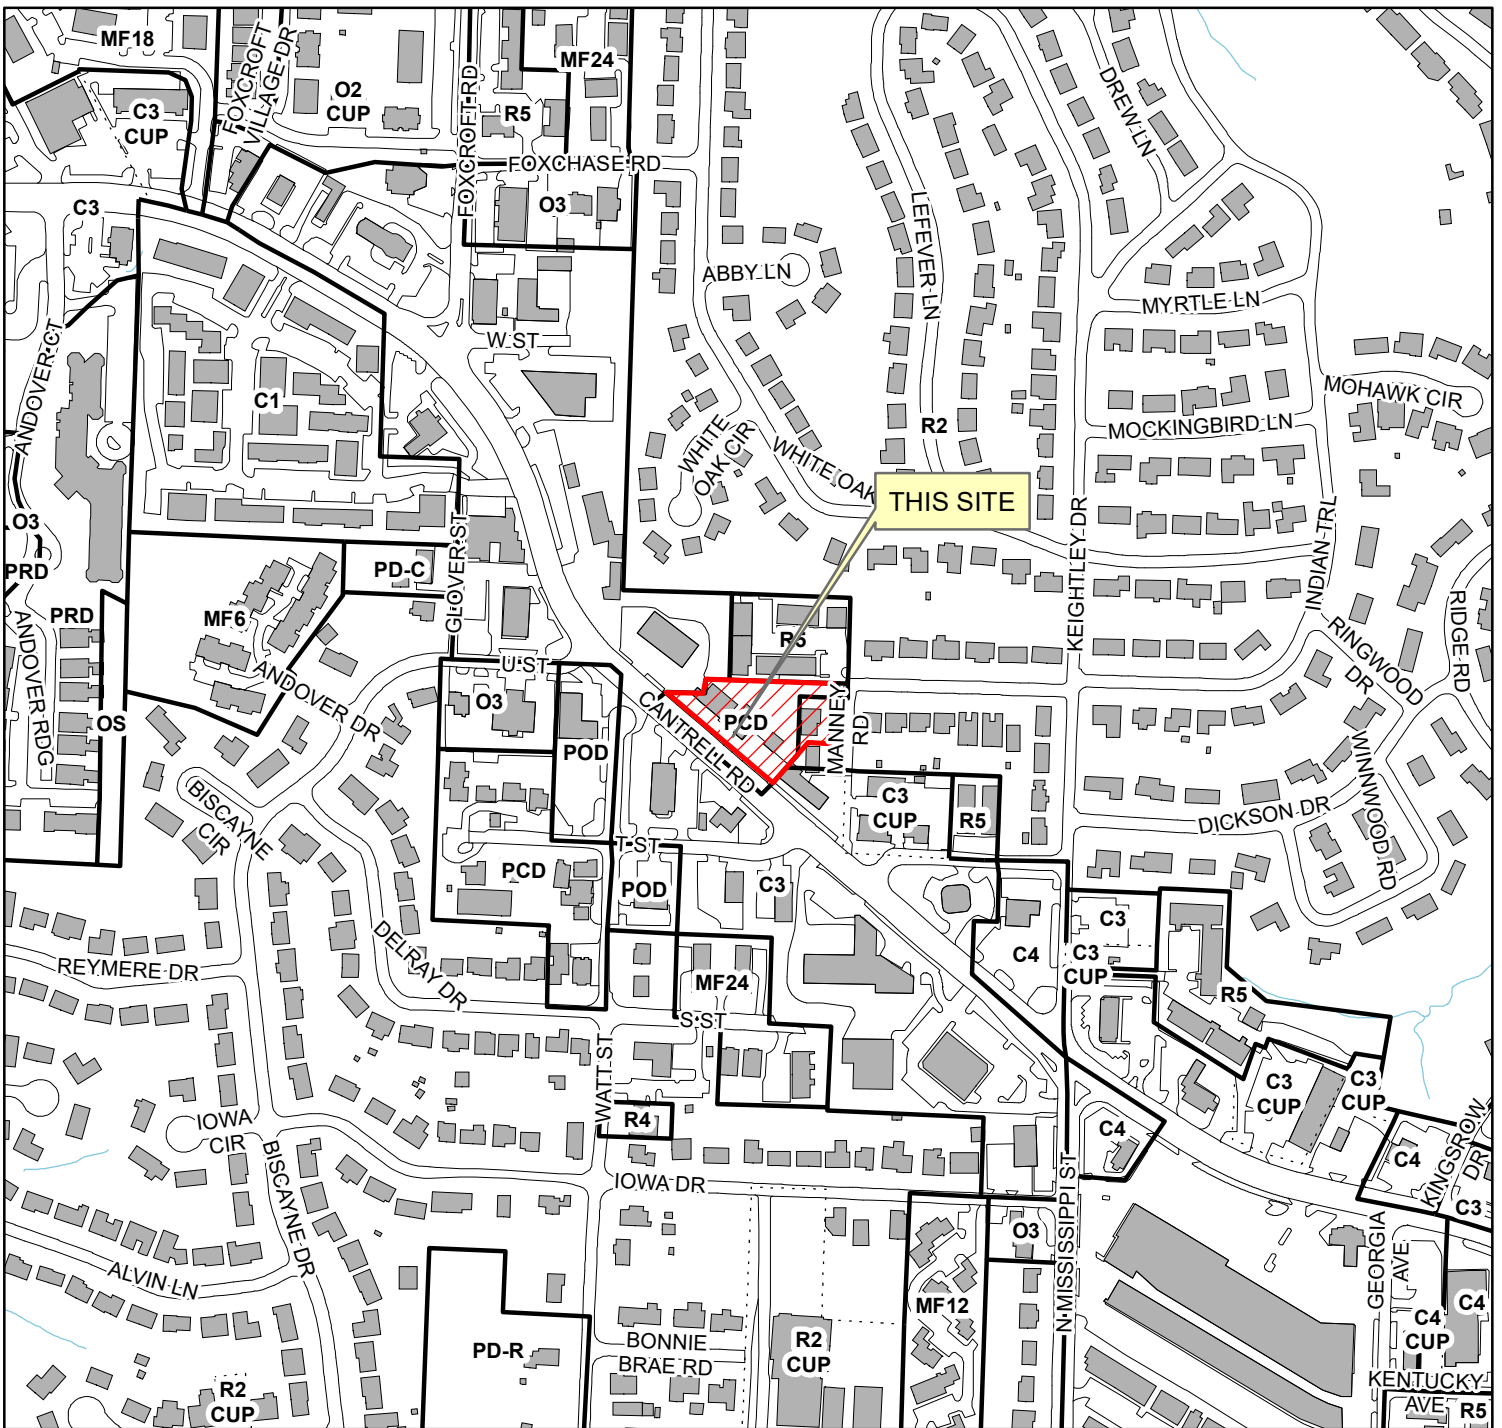 MF18
FOXCROFT
VILLAGE DR
MF24
C3
CUP
O2
CUP
FOXCROFT RD
R5
DREW LN
FOXCHASE RD
C3
O3
LEFEVER LN
ABBY LN
MYRTLE LN
W ST
ANDOVER CT
C1
MOHAWK CIR
R2
MOCKINGBIRD LN
WHITE
OAK CIR
WHITE OAK
THIS SITE
O3
GLOVER ST
KEIGHTLEY DR
INDIAN TRL
PRD
PD-C
PRD
MF6
R5
RIDGE RD
RINGWOOD
DR
ANDOVER RDG
U ST
ANDOVER DR
O3
OS
CANTRELL RD
PCD
MANNEY
RD
POD
WINNWOOD RD
BISCAYNE
CIR
C3
CUP
R5
DICKSON DR
T ST
PCD
POD
C3
C3
DELRAY DR
C4
C3
CUP
REYMERE DR
MF24
R5
S ST
WATT ST
C3
CUP
C3
CUP
IOWA
CIR
R4
C4
C4
KINGSROW
DR
BISCAYNE DR
IOWA DR
N MISSISSIPPI ST
C3
O3
GEORGIA
AVE
ALVIN LN
MF12
C4
C4
CUP
BONNIE
BRAE RD
PD-R
R2
CUP
R2
CUP
KENTUCKY
AVE
R5